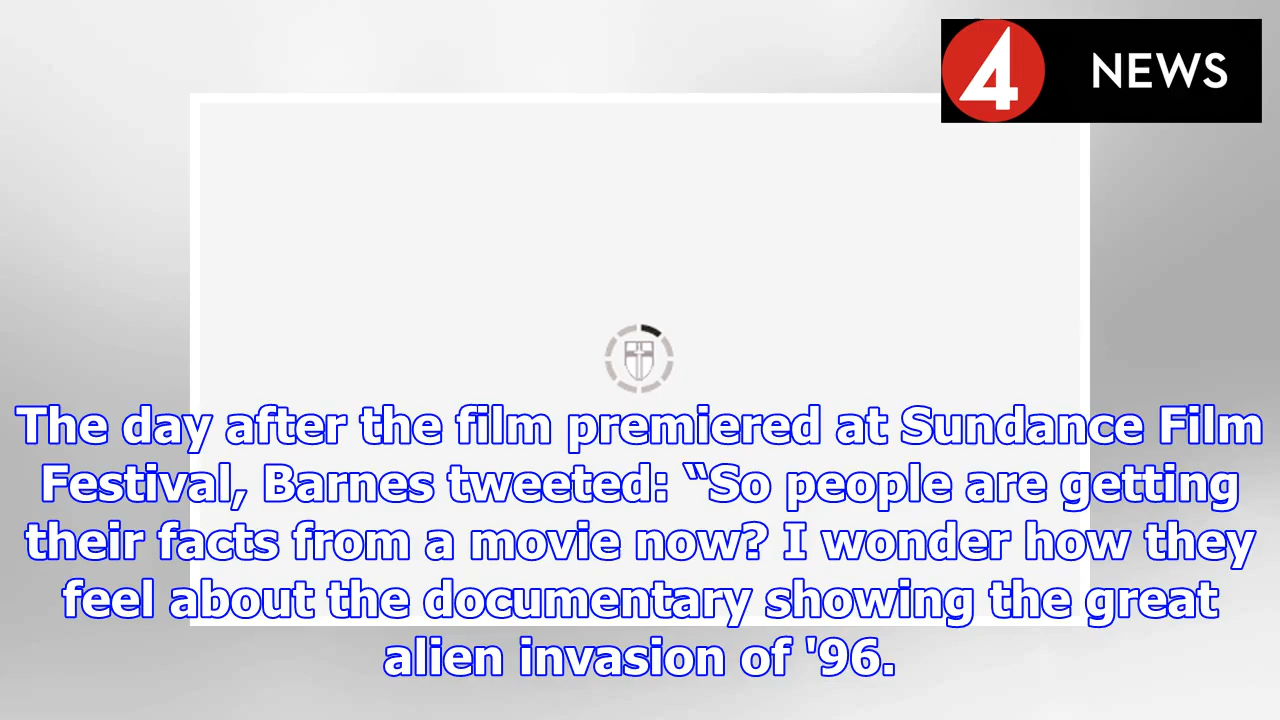 4 NEWS
The day after the film premiered at Sundance Film
Festival, Barnes tweeted: “So people are getting
their facts from a movie now? I wonder how they
feel about the documentary showing the great
alien invasion of '96.